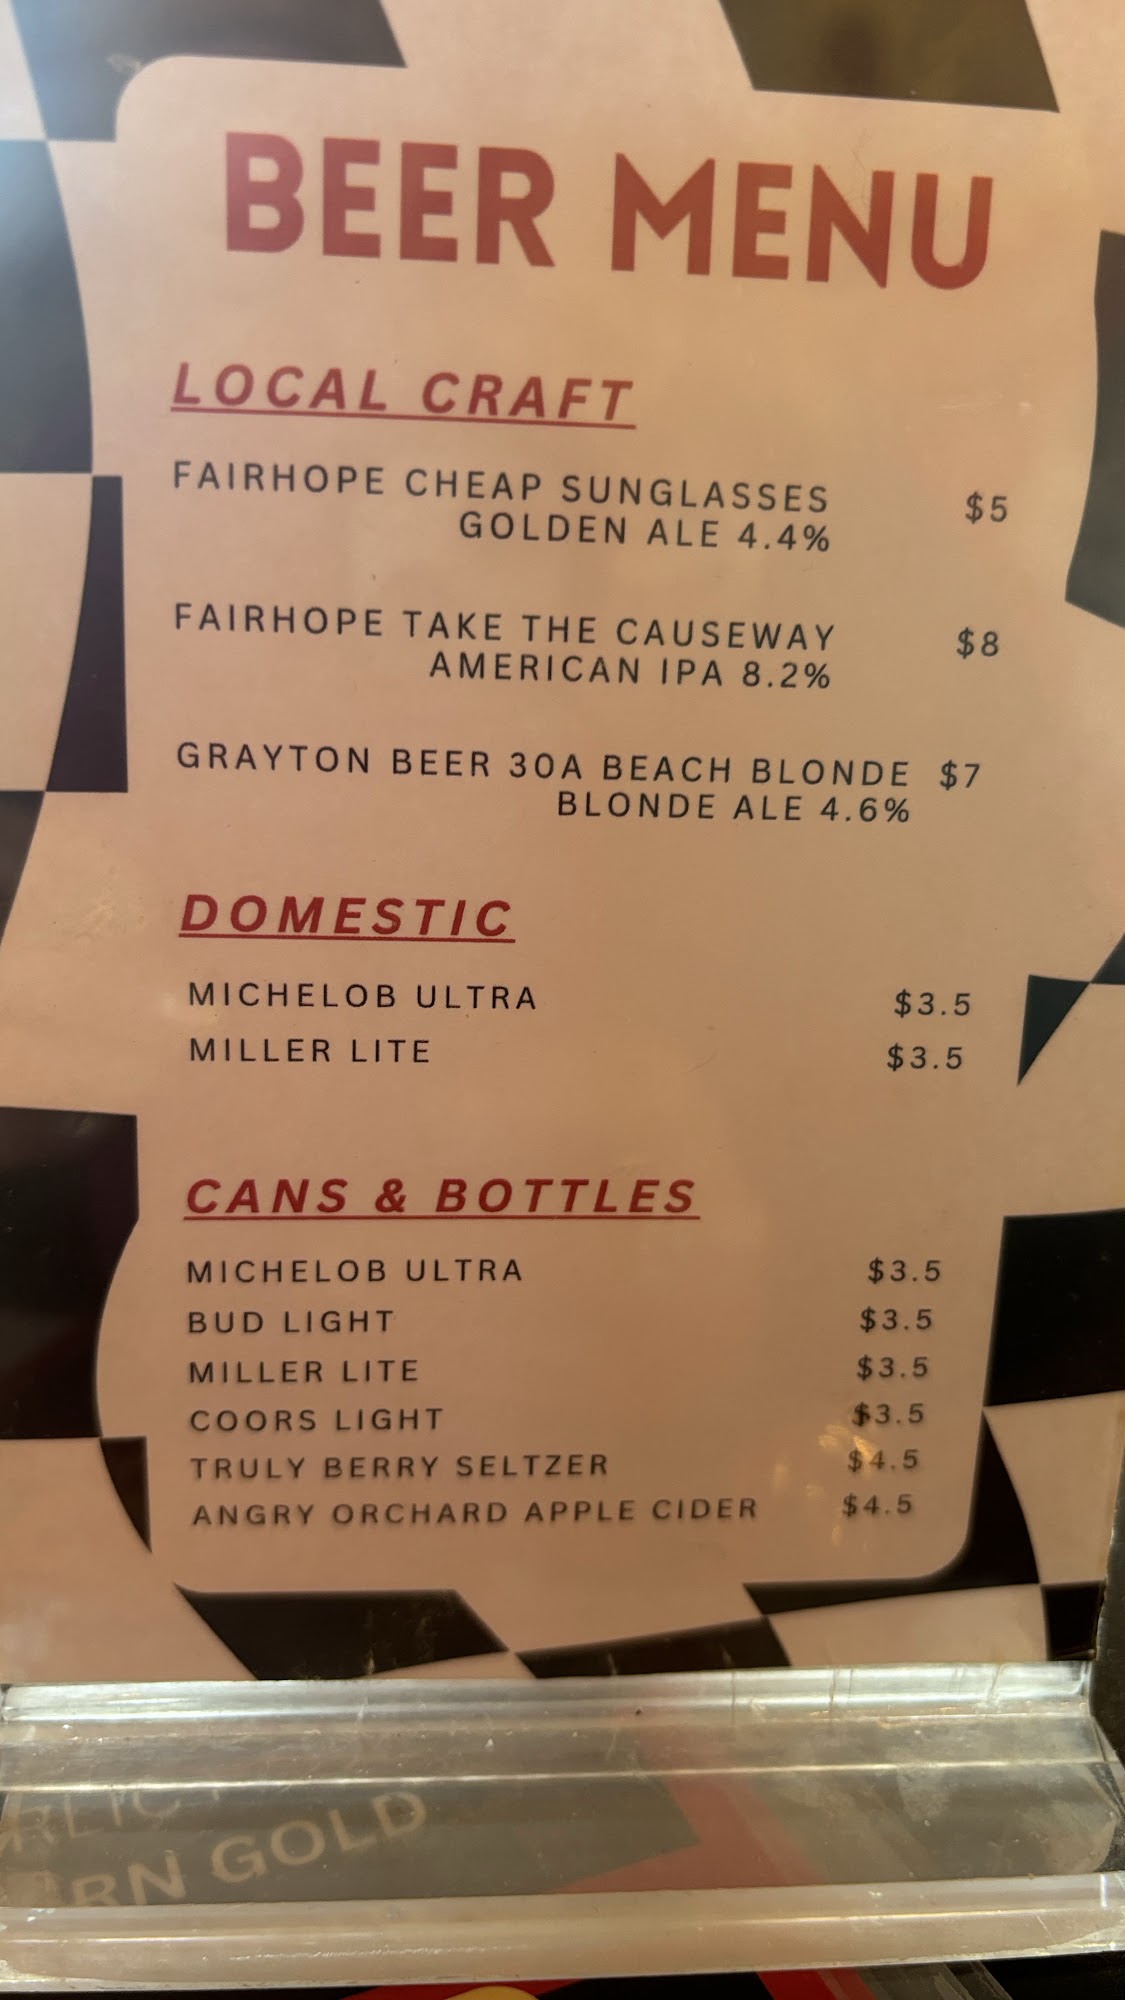 BEER MENU
LOCAL CRAFT
FAIRHOPE CHEAP SUNGLASSES $5
GOLDEN ALE 4.4%
FAIRHOPE TAKE THE CAUSEWAY $8
AMERICAN IPA 8.2%
GRAYTON BEER 30A BEACH BLONDE $7
BLONDE ALE 4.6%
DOMESTIC
MICHELOB ULTRA $3.5
MILLER LITE $3.5
CANS & BOTTLES
MICHELOB ULTRA $3.5
BUD LIGHT $3.5
MILLER LITE $3.5
COORS LIGHT $3.5
TRULY BERRY SELTZER $4.5
ANGRY ORCHARD APPLE CIDER $4.5
GOLD